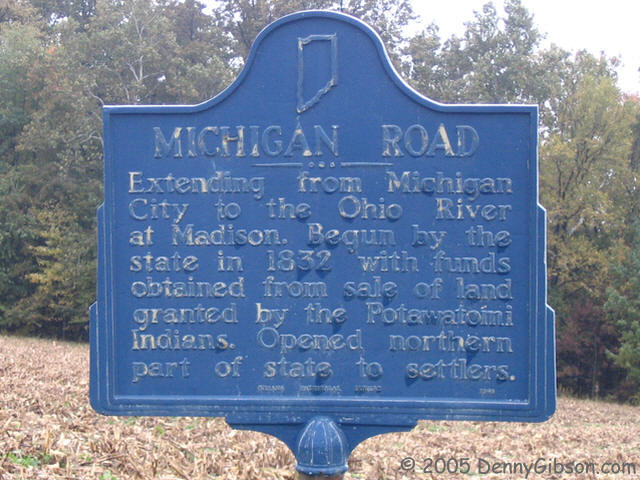 MICHIGAN ROAD
Extending from Michigan
City to the Ohio River
at Madison. Begun by the
state in 1832 with funds
obtained from sale of land
granted by the Potawatomi
Indians. Opened northern
part of state to settlers.
© 2005 DennyGibson.com